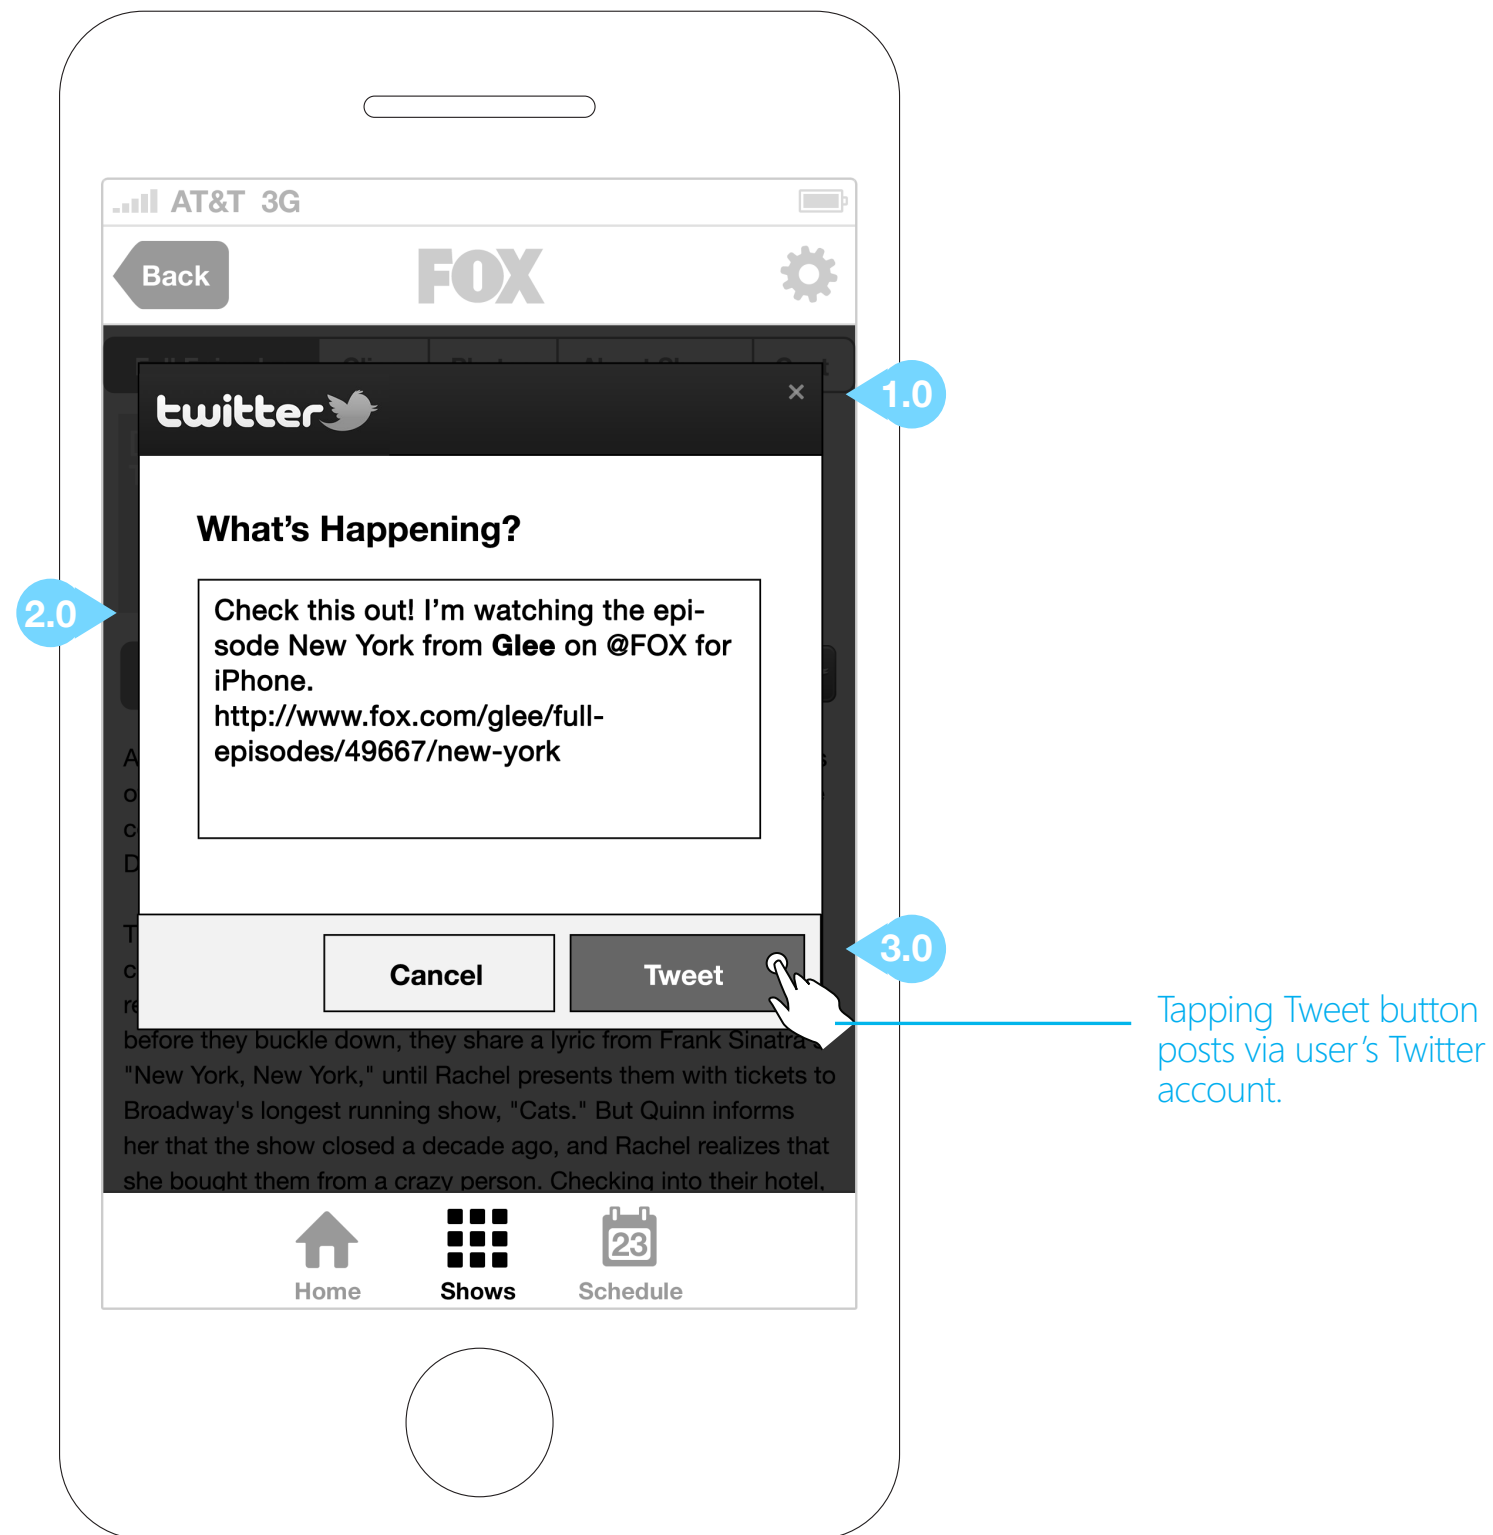 AT&T 3G
Back
FOX
1.0
twitter
×
What's Happening?
2.0
Check this out! I'm watching the epi-
sode New York from Glee on @FOX for
iPhone.
http://www.fox.com/glee/full-
episodes/49667/new-york
Cancel
Tweet
3.0
Tapping Tweet button
posts via user's Twitter
account.
before they buckle down, they share a lyric from Frank Sinatra's
"New York, New York," until Rachel presents them with tickets to
Broadway's longest running show, "Cats." But Quinn informs
her that the show closed a decade ago, and Rachel realizes that
she bought them from a crazy person. Checking into their hotel,
23
Home
Shows
Schedule